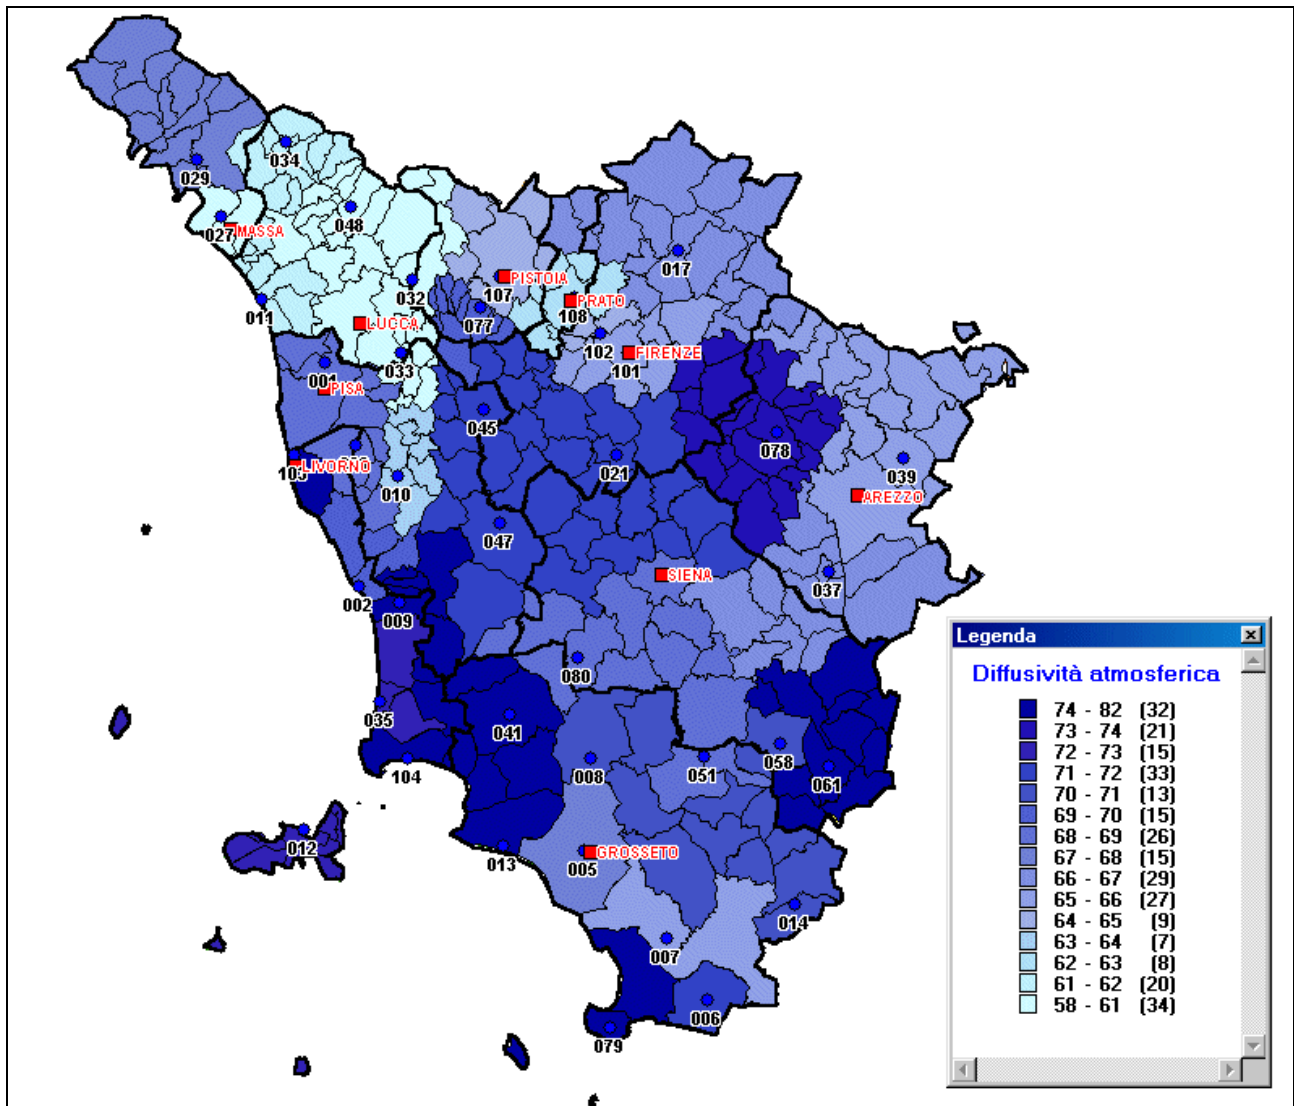 034
029
048
027
MASSA
017
032
PISTOIA
107
PRATO
011
108
077
LUCCA
102
FIRENZE
033
101
001
PISA
045
078
LIVORNO
021
039
103
010
AREZZO
047
SIENA
037
002
009
Legenda
080
Diffusività atmosferica
035
041
74 - 82 (32)
73 - 74 (21)
72 - 73 (15)
71 - 72 (33)
70 - 71 (13)
69 - 70 (15)
68 - 69 (26)
67 - 68 (15)
66 - 67 (29)
65 - 66 (27)
64 - 65 (9)
63 - 64 (7)
62 - 63 (8)
61 - 62 (20)
58 - 61 (34)
058
104
008
051
061
012
013
005
GROSSETO
014
007
006
079